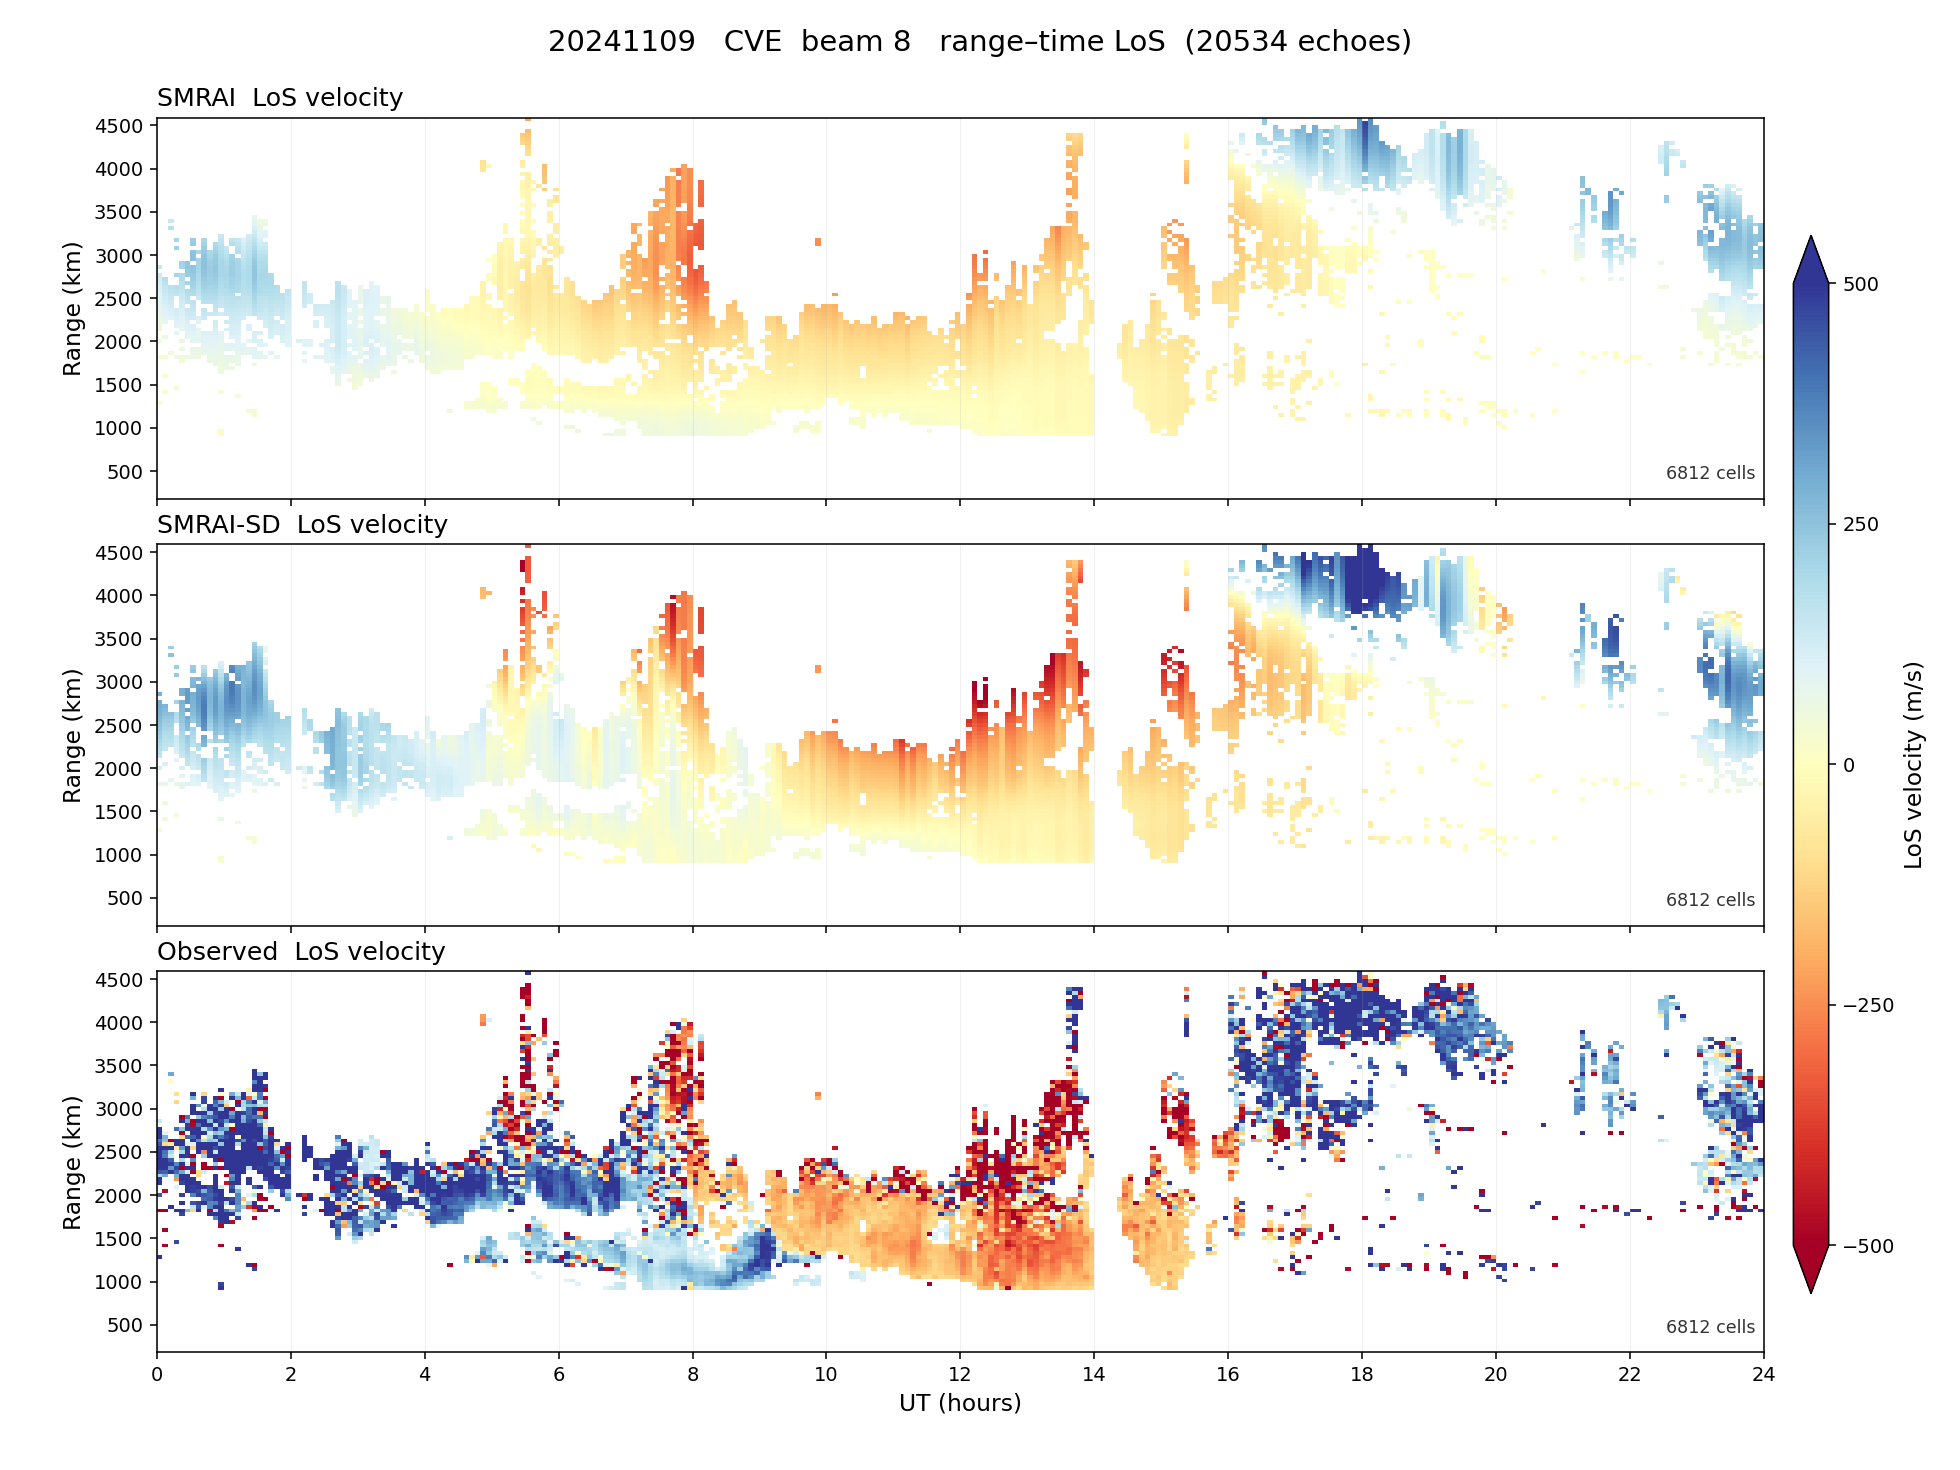 20241109   CVE  beam 8   range–time LoS  (20534 echoes)
SMRAI  LoS velocity
4500
4000
3500
3000
2500
2000
1500
1000
500
Range (km)
6812 cells
SMRAI-SD  LoS velocity
4500
4000
3500
3000
2500
2000
1500
1000
500
Range (km)
6812 cells
Observed  LoS velocity
4500
4000
3500
3000
2500
2000
1500
1000
500
Range (km)
6812 cells
0 2 4 6 8 10 12 14 16 18 20 22 24
UT (hours)
500
250
0
−250
−500
LoS velocity (m/s)